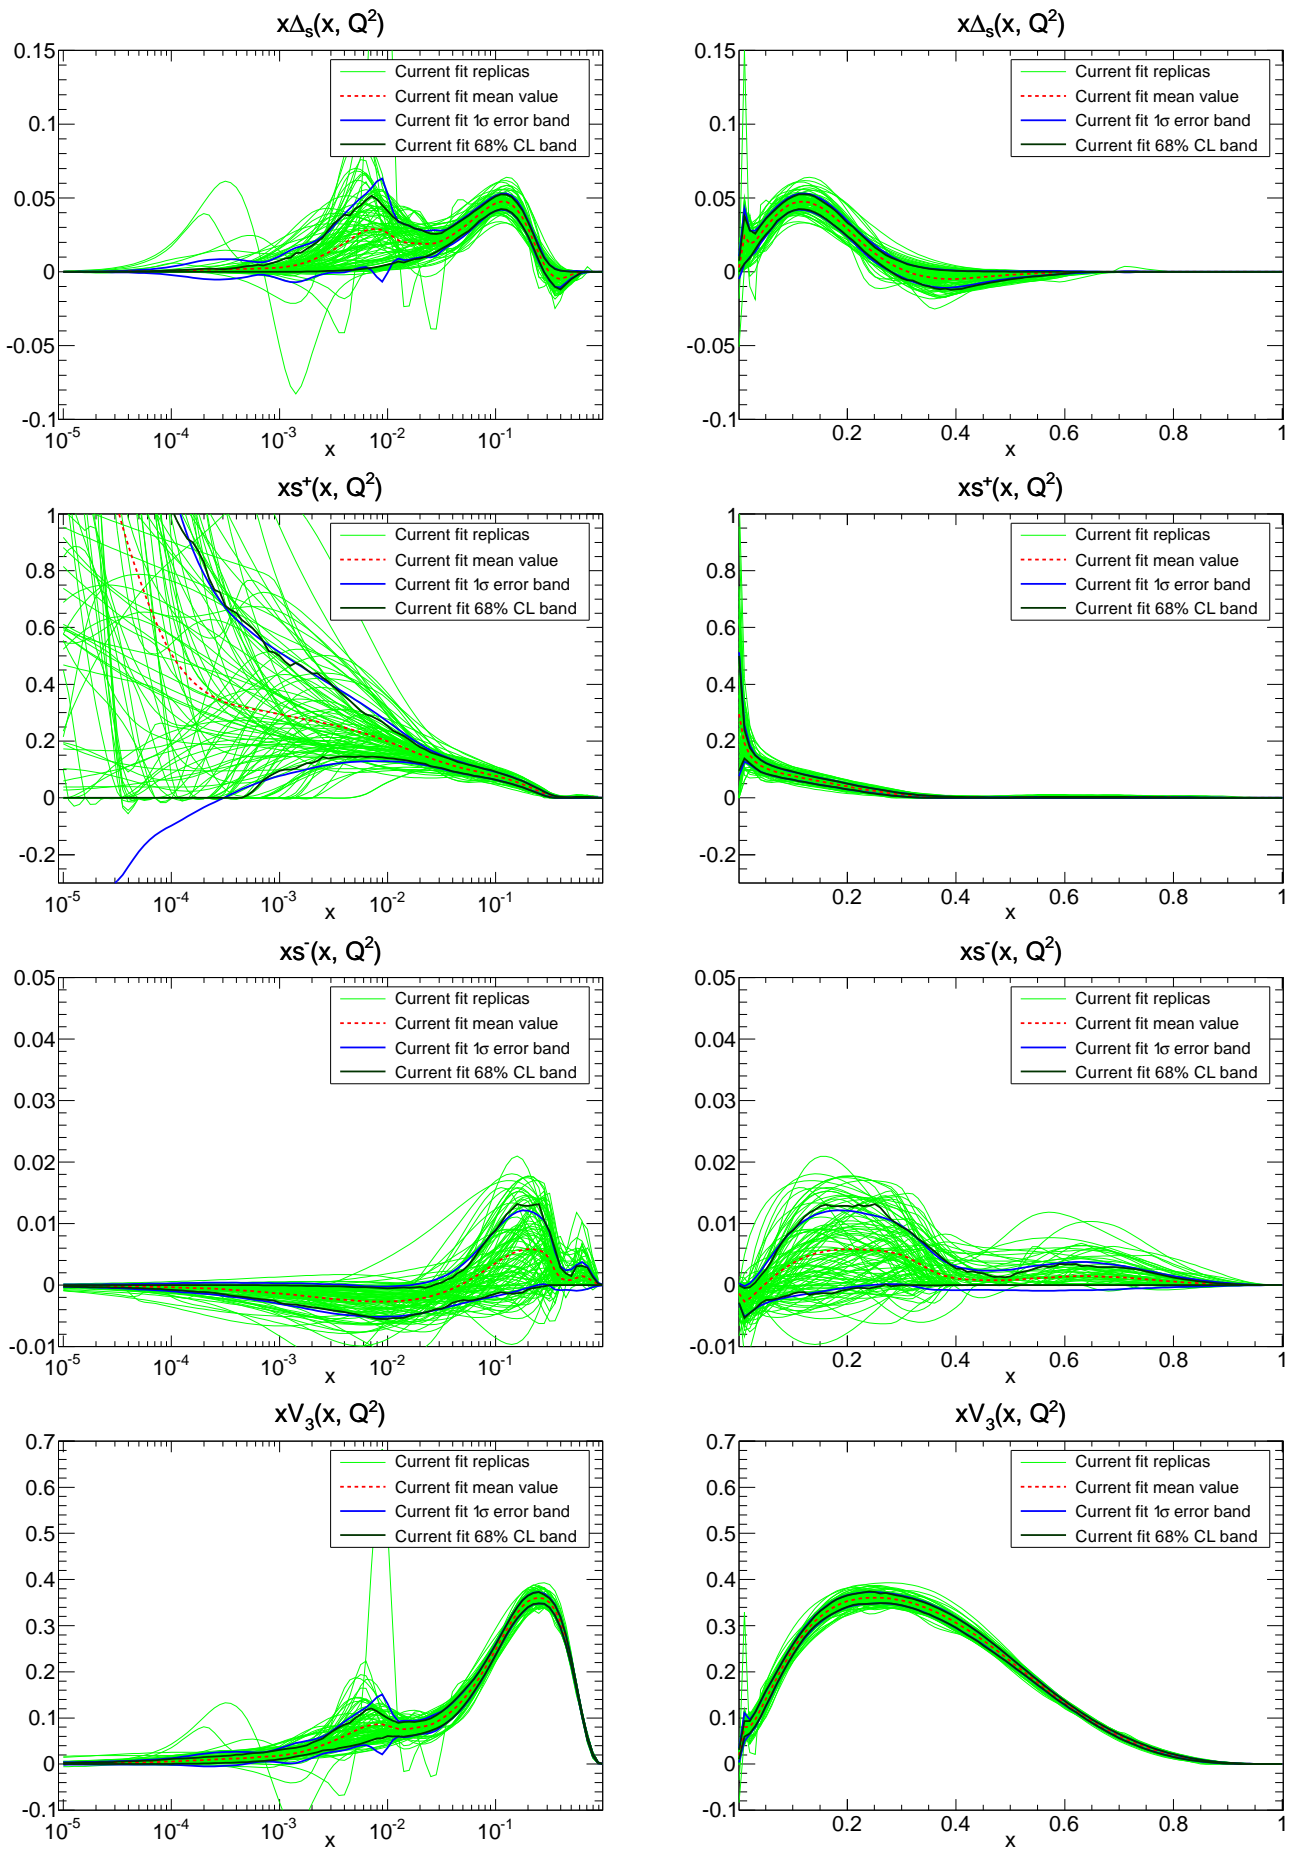 xΔₛ(x, Q²)
0.15
0.1
0.05
0
-0.05
-0.1
Current fit replicas
Current fit mean value
Current fit 1σ error band
Current fit 68% CL band
10⁻⁵ 10⁻⁴ 10⁻³ 10⁻² 10⁻¹
x
xΔₛ(x, Q²)
0.15
0.1
0.05
0
-0.05
-0.1
Current fit replicas
Current fit mean value
Current fit 1σ error band
Current fit 68% CL band
0.2 0.4 0.6 0.8 1
x
xs⁺(x, Q²)
1
0.8
0.6
0.4
0.2
0
-0.2
Current fit replicas
Current fit mean value
Current fit 1σ error band
Current fit 68% CL band
10⁻⁵ 10⁻⁴ 10⁻³ 10⁻² 10⁻¹
x
xs⁺(x, Q²)
1
0.8
0.6
0.4
0.2
0
-0.2
Current fit replicas
Current fit mean value
Current fit 1σ error band
Current fit 68% CL band
0.2 0.4 0.6 0.8 1
x
xs⁻(x, Q²)
0.05
0.04
0.03
0.02
0.01
0
-0.01
Current fit replicas
Current fit mean value
Current fit 1σ error band
Current fit 68% CL band
10⁻⁵ 10⁻⁴ 10⁻³ 10⁻² 10⁻¹
x
xs⁻(x, Q²)
0.05
0.04
0.03
0.02
0.01
0
-0.01
Current fit replicas
Current fit mean value
Current fit 1σ error band
Current fit 68% CL band
0.2 0.4 0.6 0.8 1
x
xV₃(x, Q²)
0.7
0.6
0.5
0.4
0.3
0.2
0.1
0
-0.1
Current fit replicas
Current fit mean value
Current fit 1σ error band
Current fit 68% CL band
10⁻⁵ 10⁻⁴ 10⁻³ 10⁻² 10⁻¹
x
xV₃(x, Q²)
0.7
0.6
0.5
0.4
0.3
0.2
0.1
0
-0.1
Current fit replicas
Current fit mean value
Current fit 1σ error band
Current fit 68% CL band
0.2 0.4 0.6 0.8 1
x